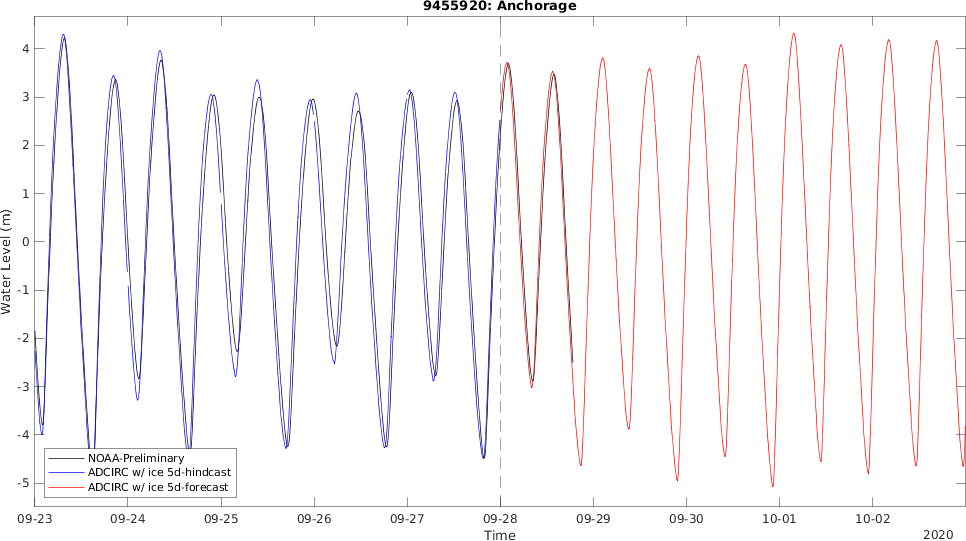 9455920: Anchorage
Water Level (m)
4
3
2
1
0
-1
-2
-3
-4
-5
NOAA-Preliminary
ADCIRC w/ ice 5d-hindcast
ADCIRC w/ ice 5d-forecast
09-23 09-24 09-25 09-26 09-27 09-28 09-29 09-30 10-01 10-02
Time
2020